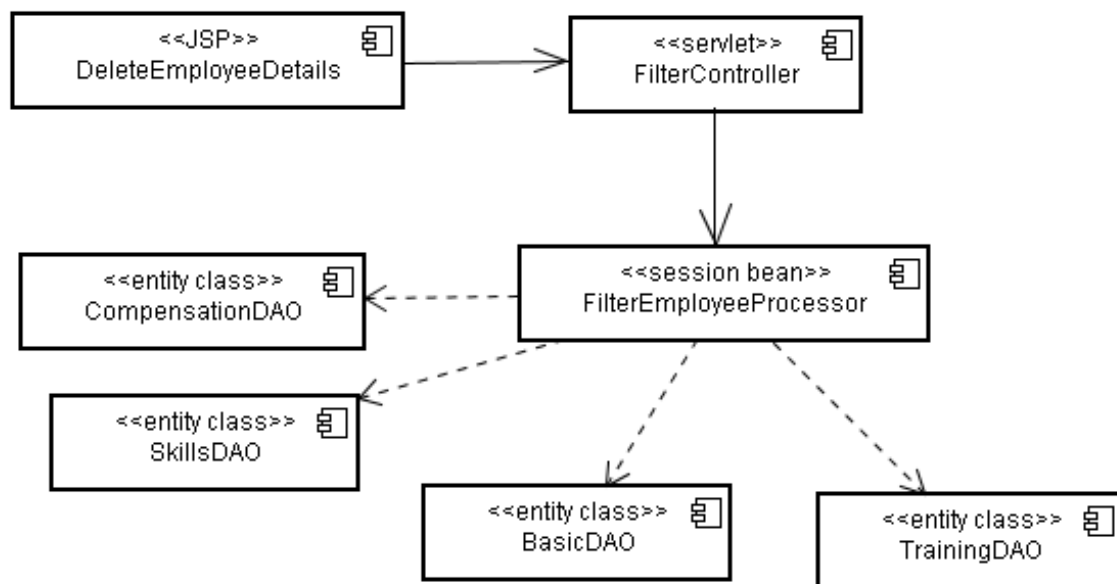 <<JSP>>
DeleteEmployeeDetails
<<servlet>>
FilterController
<<session bean>>
FilterEmployeeProcessor
<<entity class>>
CompensationDAO
<<entity class>>
SkillsDAO
<<entity class>>
BasicDAO
<<entity class>>
TrainingDAO